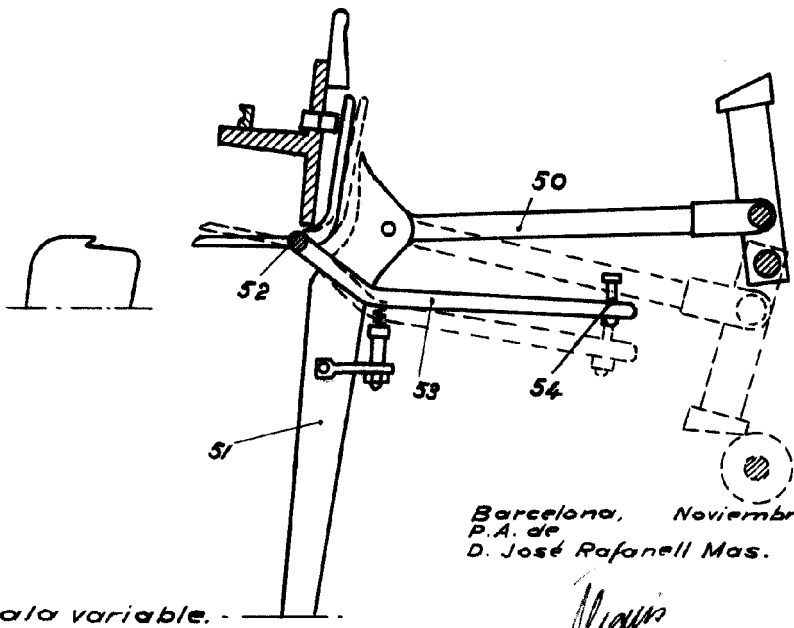 50
52
53
54
51
Barcelona, Noviembr
P.A. de
D. José Rafanell Mas.
ala variable.